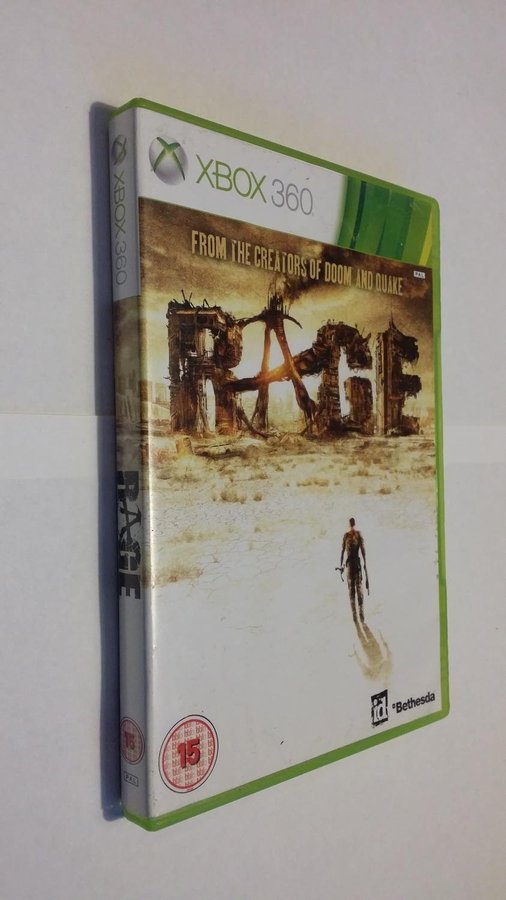 XBOX 360
FROM THE CREATORS OF DOOM AND QUAKE
PAL
RAGE
id
Bethesda
15
XBOX 360
RAGE
15
PAL